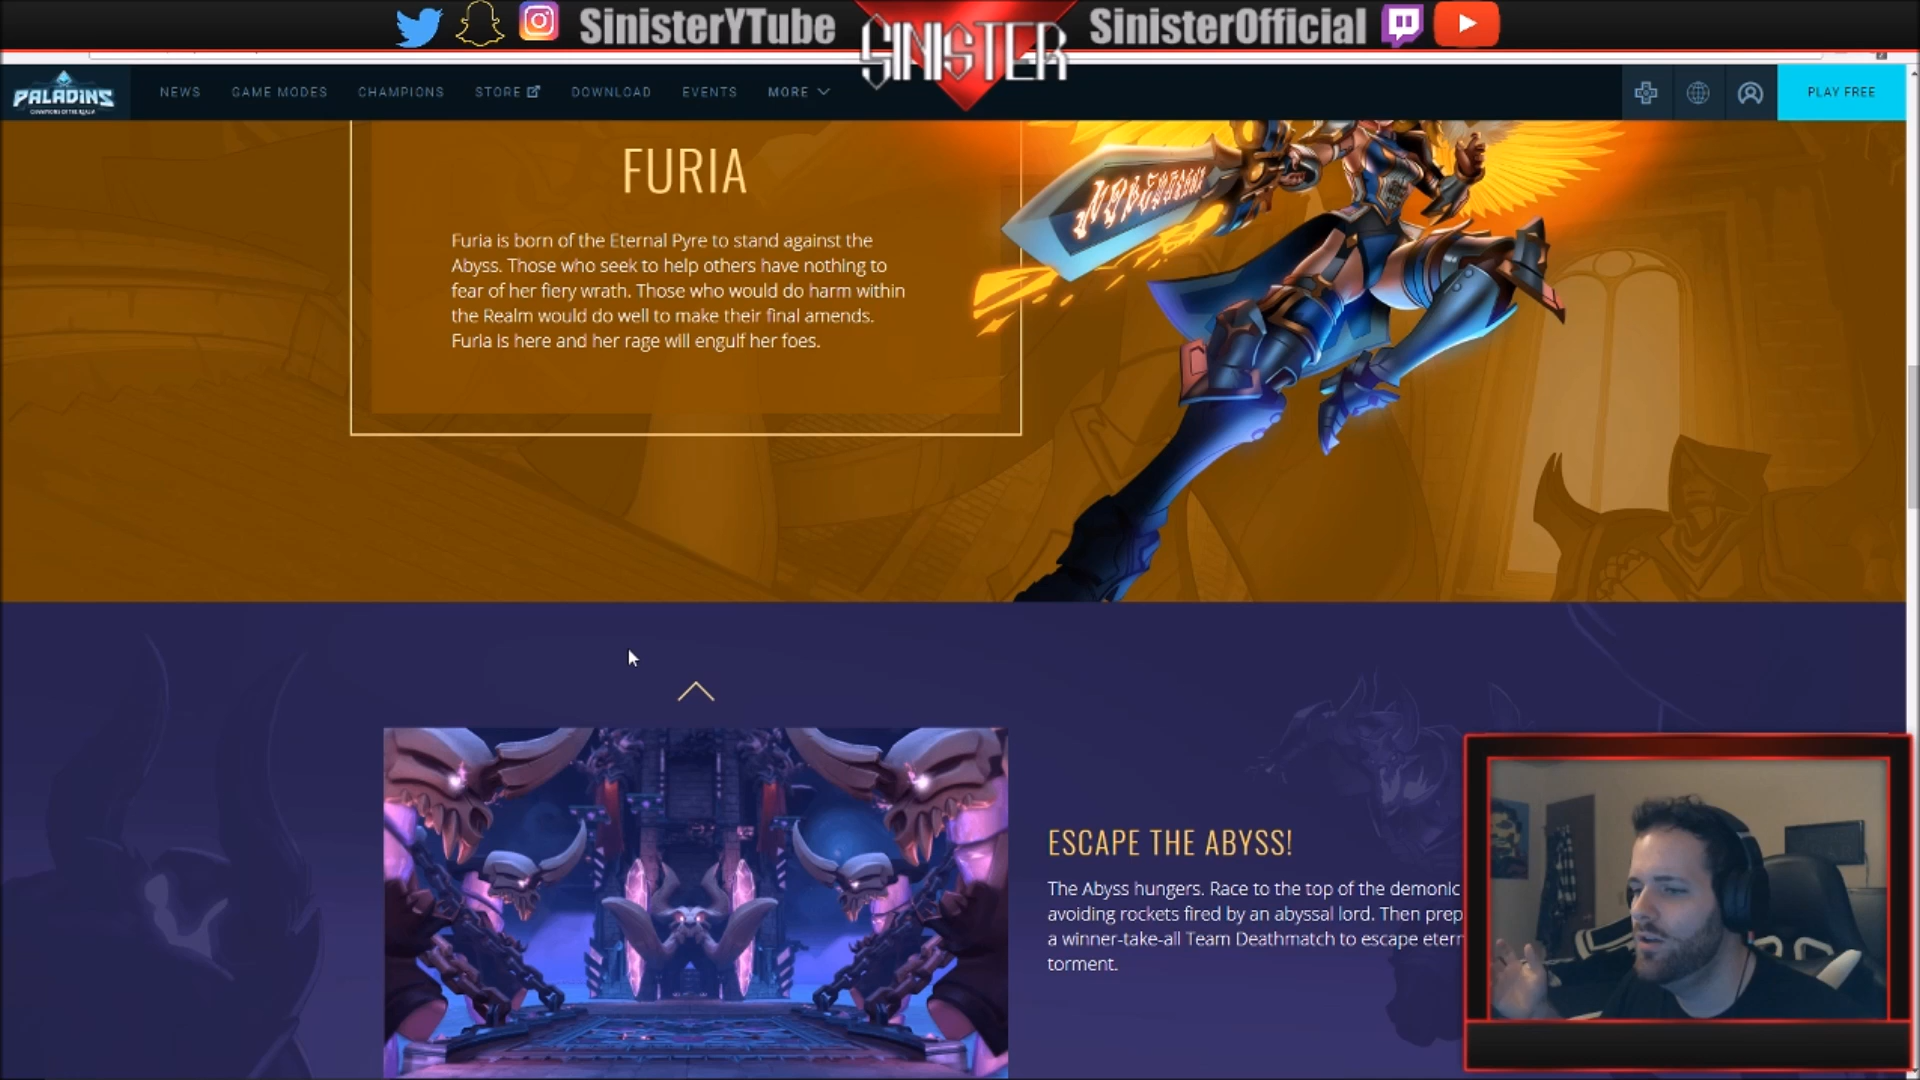 SinisterYTube SINISTER SinisterOfficial
PALADINS
CHAMPIONS OF THE REALM
NEWS GAME MODES CHAMPIONS STORE DOWNLOAD EVENTS MORE PLAY FREE
FURIA
Furia is born of the Eternal Pyre to stand against the
Abyss. Those who seek to help others have nothing to
fear of her fiery wrath. Those who would do harm within
the Realm would do well to make their final amends.
Furia is here and her rage will engulf her foes.
ESCAPE THE ABYSS!
The Abyss hungers. Race to the top of the demonic
avoiding rockets fired by an abyssal lord. Then prep
a winner-take-all Team Deathmatch to escape eter
torment.